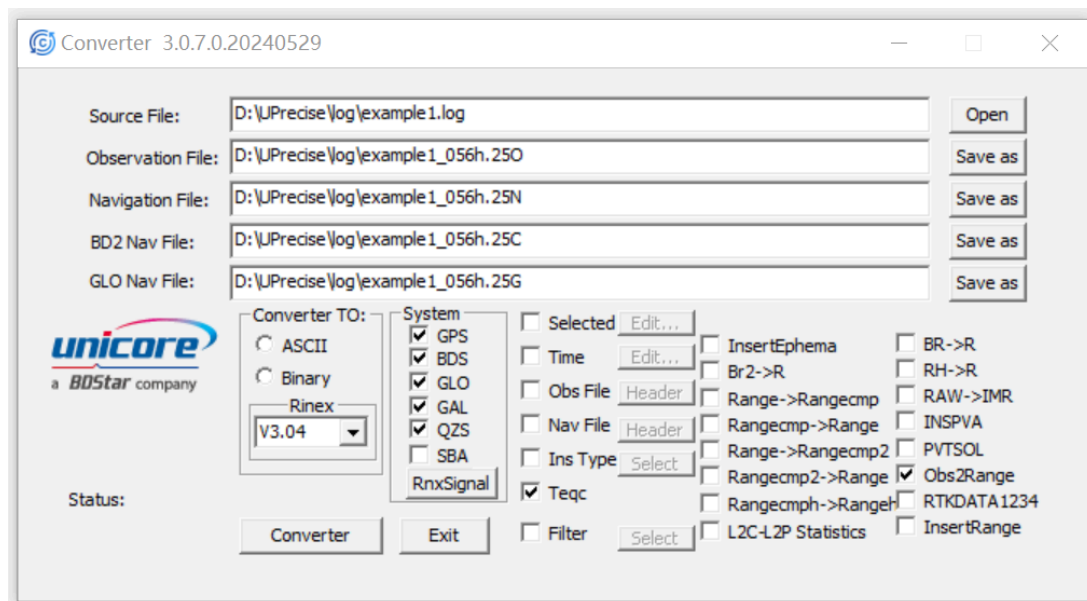 Converter 3.0.7.0.20240529
Source File: D:\UPrecise\log\example1.log Open
Observation File: D:\UPrecise\log\example1_056h.25O Save as
Navigation File: D:\UPrecise\log\example1_056h.25N Save as
BD2 Nav File: D:\UPrecise\log\example1_056h.25C Save as
GLO Nav File: D:\UPrecise\log\example1_056h.25G Save as
unicore
a BDStar company
Status:
Converter TO:
ASCII
Binary
Rinex
V3.04
System
GPS
BDS
GLO
GAL
QZS
SBA
RnxSignal
Selected Edit...
Time Edit...
Obs File Header
Nav File Header
Ins Type Select
Teqc
Filter Select
InsertEphema
Br2->R
Range->Rangecmp
Rangecmp->Range
Range->Rangecmp2
Rangecmp2->Range
Rangecmph->Rangeh
L2C-L2P Statistics
BR->R
RH->R
RAW->IMR
INSPVA
PVTSOL
Obs2Range
RTKDATA1234
InsertRange
Converter Exit